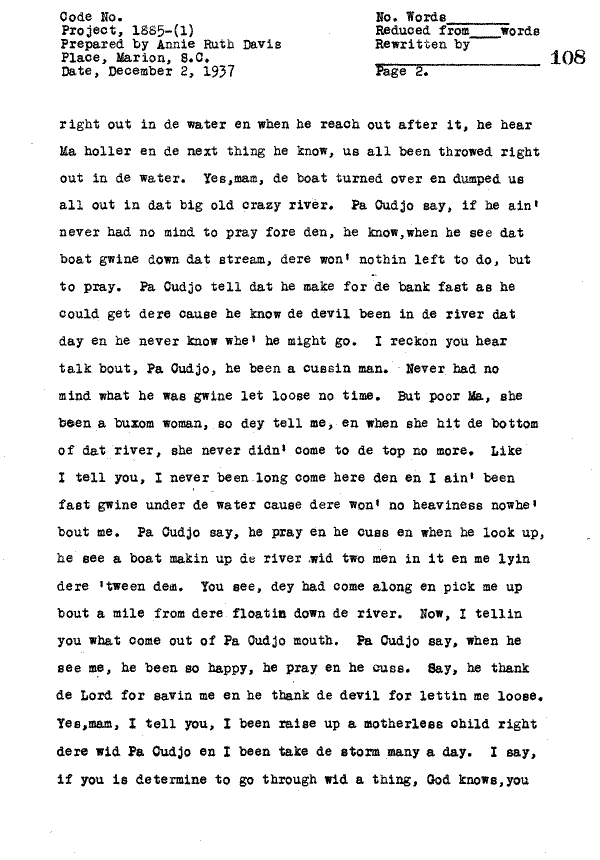 Code No.
Project, 1885-(1)
Prepared by Annie Ruth Davis
Place, Marion, S.C.
Date, December 2, 1937
No. Words________
Reduced from____words
Rewritten by
________________
Page 2.
108
right out in de water en when he reach out after it, he hear
Ma holler en de next thing he know, us all been throwed right
out in de water.  Yes,mam, de boat turned over en dumped us
all out in dat big old crazy river.  Pa Cudjo say, if he ain'
never had no mind to pray fore den, he know,when he see dat
boat gwine down dat stream, dere won' nothin left to do, but
to pray.  Pa Cudjo tell dat he make for de bank fast as he
could get dere cause he know de devil been in de river dat
day en he never know whe' he might go.  I reckon you hear
talk bout, Pa Cudjo, he been a cussin man.  Never had no
mind what he was gwine let loose no time.  But poor Ma, she
been a buxom woman, so dey tell me, en when she hit de bottom
of dat river, she never didn' come to de top no more.  Like
I tell you, I never been long come here den en I ain' been
fast gwine under de water cause dere won' no heaviness nowhe'
bout me.  Pa Cudjo say, he pray en he cuss en when he look up,
he see a boat makin up de river wid two men in it en me lyin
dere 'tween dem.  You see, dey had come along en pick me up
bout a mile from dere floatin down de river.  Now, I tellin
you what come out of Pa Cudjo mouth.  Pa Cudjo say, when he
see me, he been so happy, he pray en he cuss.  Say, he thank
de Lord for savin me en he thank de devil for lettin me loose.
Yes,mam, I tell you, I been raise up a motherless child right
dere wid Pa Cudjo en I been take de storm many a day.  I say,
if you is determine to go through wid a thing, God knows,you